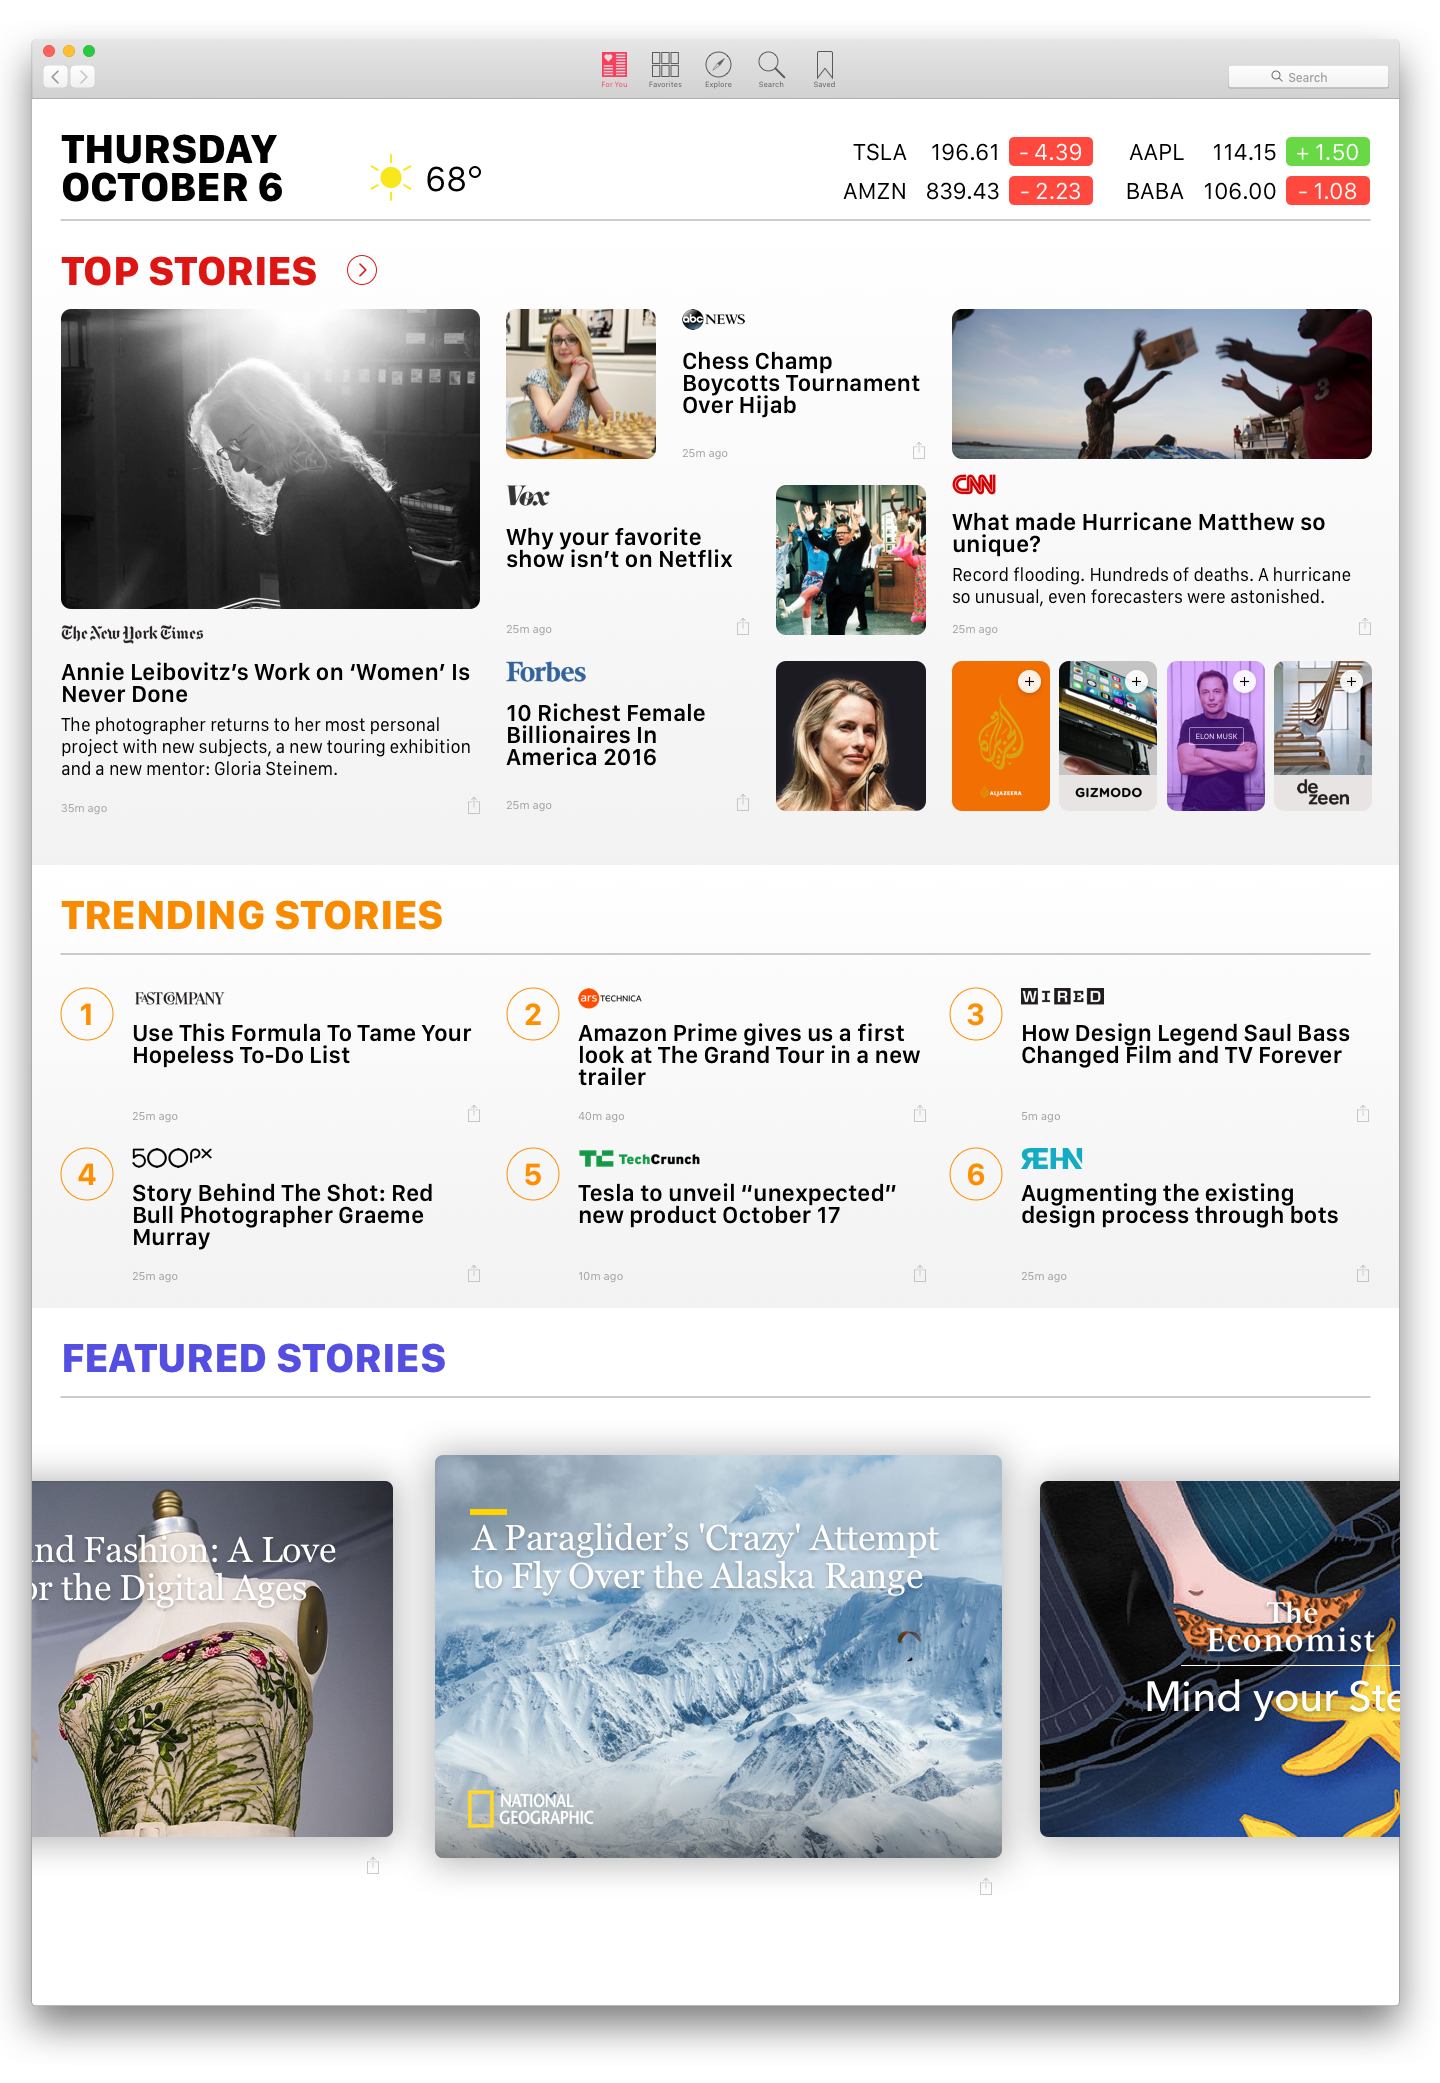 For You
Favorites
Explore
Search
Saved
Search
THURSDAY
OCTOBER 6
68°
TSLA 196.61 - 4.39
AAPL 114.15 + 1.50
AMZN 839.43 - 2.23
BABA 106.00 - 1.08
TOP STORIES
The New York Times
Annie Leibovitz’s Work on ‘Women’ Is
Never Done
The photographer returns to her most personal
project with new subjects, a new touring exhibition
and a new mentor: Gloria Steinem.
35m ago
abc NEWS
Chess Champ
Boycotts Tournament
Over Hijab
25m ago
Vox
Why your favorite
show isn’t on Netflix
25m ago
Forbes
10 Richest Female
Billionaires In
America 2016
25m ago
3
CNN
What made Hurricane Matthew so
unique?
Record flooding. Hundreds of deaths. A hurricane
so unusual, even forecasters were astonished.
25m ago
ALJAZEERA
GIZMODO
ELON MUSK
de
zeen
TRENDING STORIES
1
FAST COMPANY
Use This Formula To Tame Your
Hopeless To-Do List
25m ago
2
ars TECHNICA
Amazon Prime gives us a first
look at The Grand Tour in a new
trailer
40m ago
3
WIRED
How Design Legend Saul Bass
Changed Film and TV Forever
5m ago
4
500px
Story Behind The Shot: Red
Bull Photographer Graeme
Murray
25m ago
5
TC TechCrunch
Tesla to unveil “unexpected”
new product October 17
10m ago
6
REHN
Augmenting the existing
design process through bots
25m ago
FEATURED STORIES
nd Fashion: A Love
or the Digital Ages
A Paraglider’s 'Crazy' Attempt
to Fly Over the Alaska Range
NATIONAL
GEOGRAPHIC
The
Economist
Mind your Ste